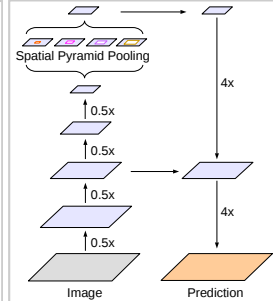 Spatial Pyramid Pooling
4x
0.5x
0.5x
0.5x
4x
0.5x
Image
Prediction